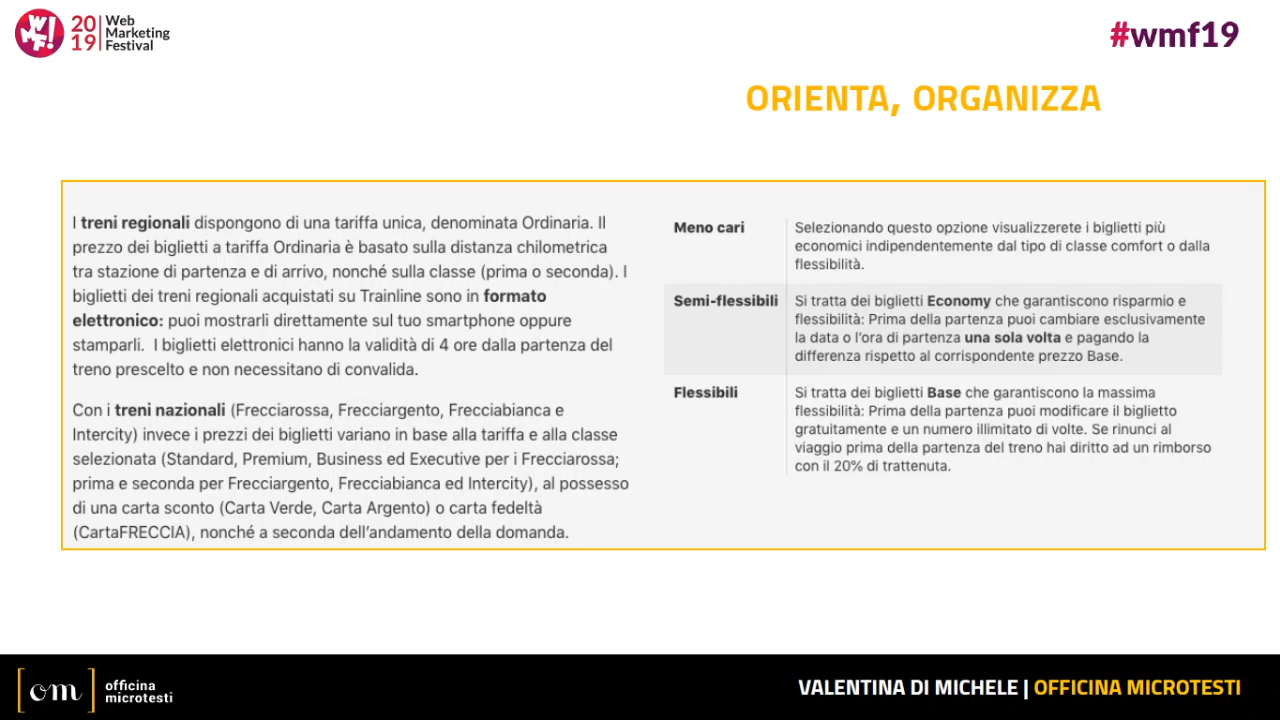 2019 Web Marketing Festival
#wmf19
ORIENTA, ORGANIZZA
I treni regionali dispongono di una tariffa unica, denominata Ordinaria. Il
prezzo dei biglietti a tariffa Ordinaria è basato sulla distanza chilometrica
tra stazione di partenza e di arrivo, nonché sulla classe (prima o seconda). I
biglietti dei treni regionali acquistati su Trainline sono in formato
elettronico: puoi mostrarli direttamente sul tuo smartphone oppure
stamparli.  I biglietti elettronici hanno la validità di 4 ore dalla partenza del
treno prescelto e non necessitano di convalida.
Con i treni nazionali (Frecciarossa, Frecciargento, Frecciabianca e
Intercity) invece i prezzi dei biglietti variano in base alla tariffa e alla classe
selezionata (Standard, Premium, Business ed Executive per i Frecciarossa;
prima e seconda per Frecciargento, Frecciabianca ed Intercity), al possesso
di una carta sconto (Carta Verde, Carta Argento) o carta fedeltà
(CartaFRECCIA), nonché a seconda dell'andamento della domanda.
Meno cari
Selezionando questo opzione visualizzerete i biglietti più
economici indipendentemente dal tipo di classe comfort o dalla
flessibilità.
Semi-flessibili
Si tratta dei biglietti Economy che garantiscono risparmio e
flessibilità: Prima della partenza puoi cambiare esclusivamente
la data o l'ora di partenza una sola volta e pagando la
differenza rispetto al corrispondente prezzo Base.
Flessibili
Si tratta dei biglietti Base che garantiscono la massima
flessibilità: Prima della partenza puoi modificare il biglietto
gratuitamente e un numero illimitato di volte. Se rinunci al
viaggio prima della partenza del treno hai diritto ad un rimborso
con il 20% di trattenuta.
[om] officina
microtesti
VALENTINA DI MICHELE | OFFICINA MICROTESTI